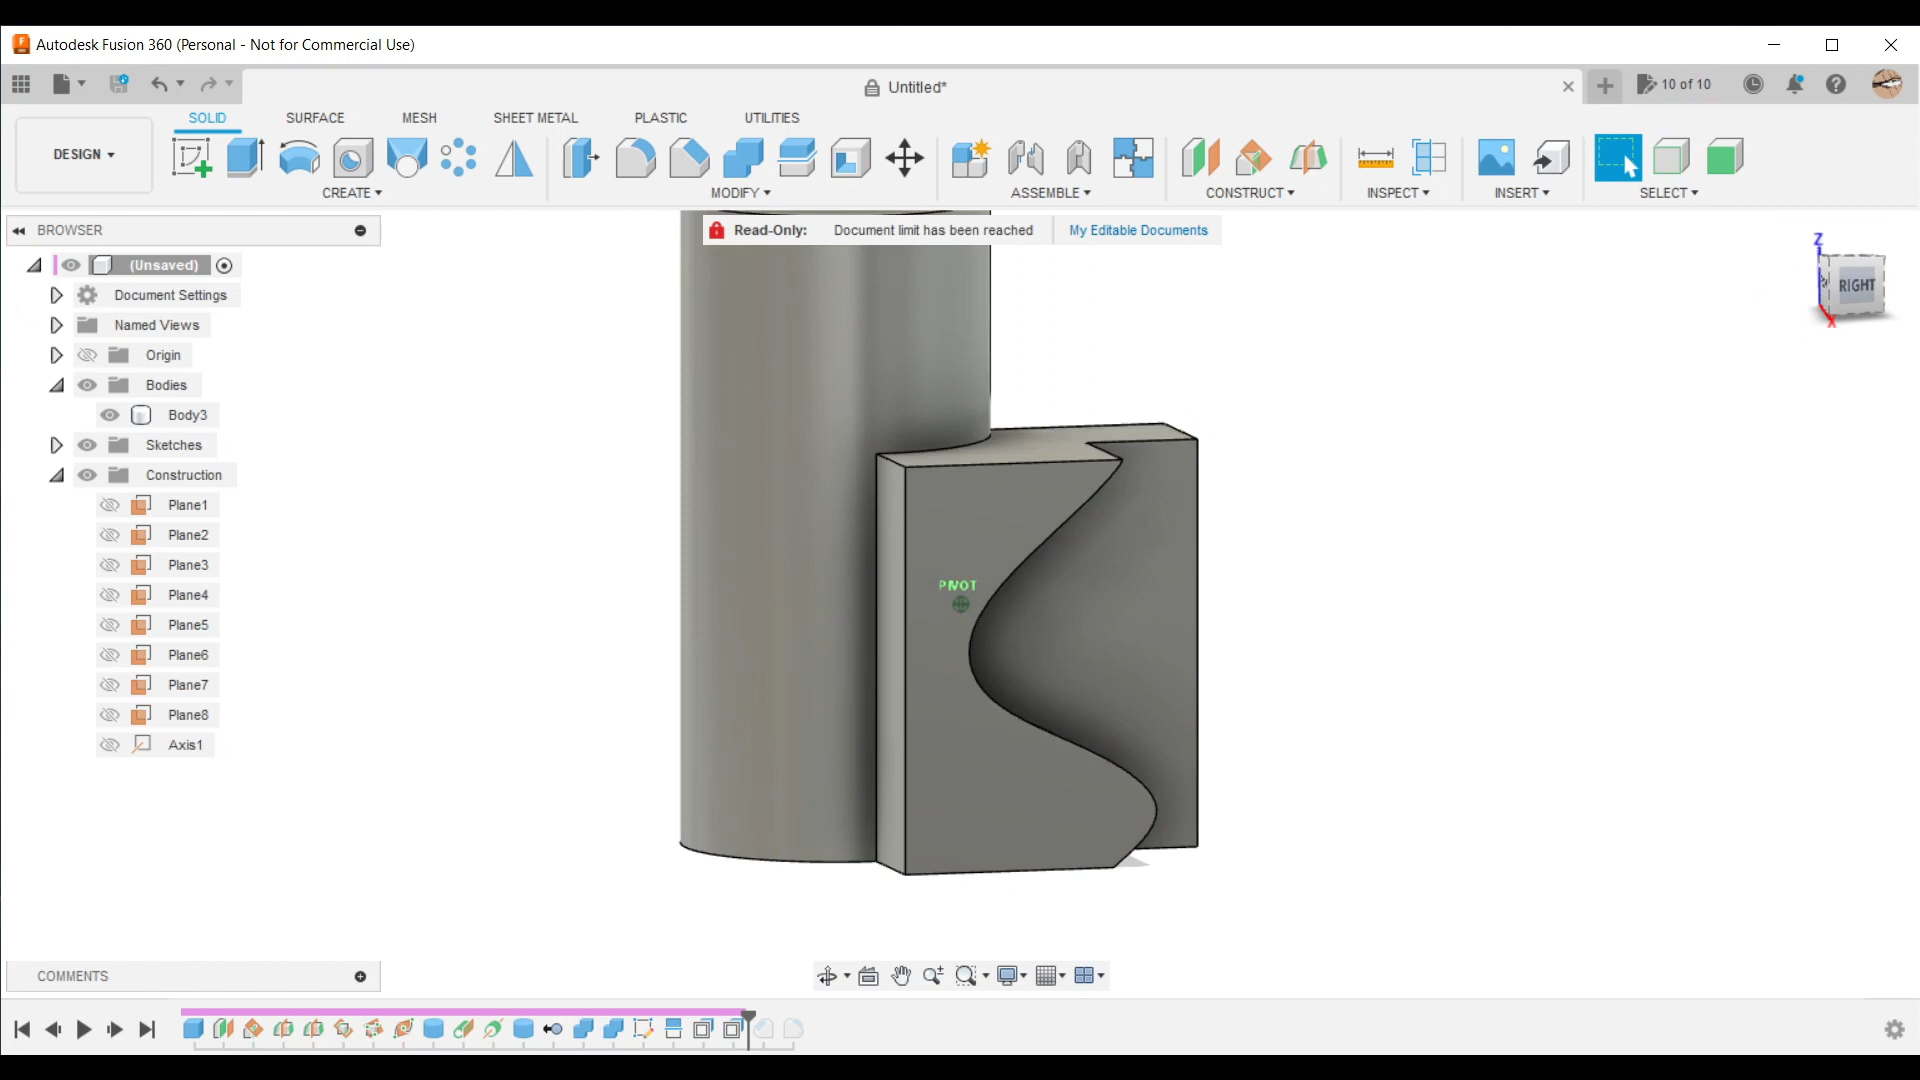 Autodesk Fusion 360 (Personal - Not for Commercial Use)
Untitled*
10 of 10
SOLID SURFACE MESH SHEET METAL PLASTIC UTILITIES
DESIGN
CREATE MODIFY ASSEMBLE CONSTRUCT INSPECT INSERT SELECT
BROWSER
Read-Only: Document limit has been reached My Editable Documents
(Unsaved)
Document Settings
Named Views
Origin
Bodies
Body3
Sketches
Construction
Plane1
Plane2
Plane3
Plane4
Plane5
Plane6
Plane7
Plane8
Axis1
Z
RIGHT
X
PIVOT
COMMENTS